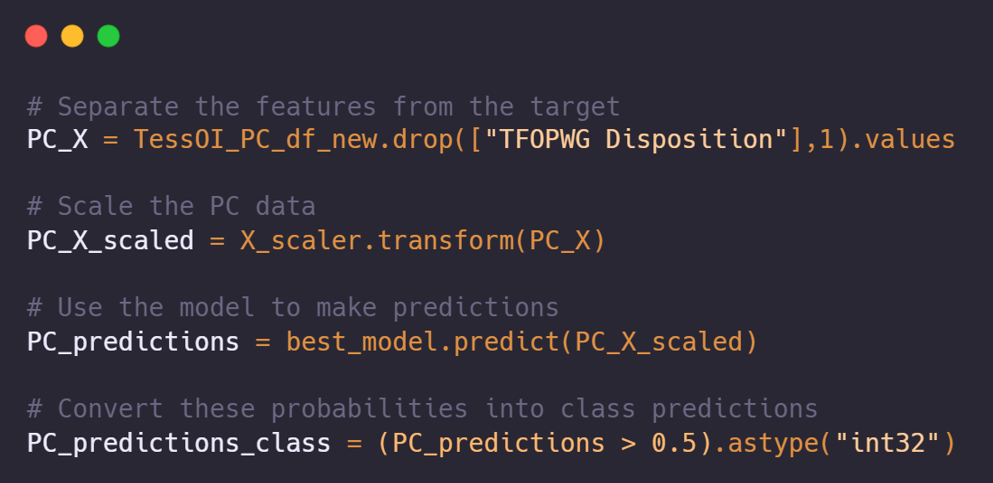 # Separate the features from the target
PC_X = TessOI_PC_df_new.drop(["TFOPWG Disposition"],1).values
# Scale the PC data
PC_X_scaled = X_scaler.transform(PC_X)
# Use the model to make predictions
PC_predictions = best_model.predict(PC_X_scaled)
# Convert these probabilities into class predictions
PC_predictions_class = (PC_predictions > 0.5).astype("int32")